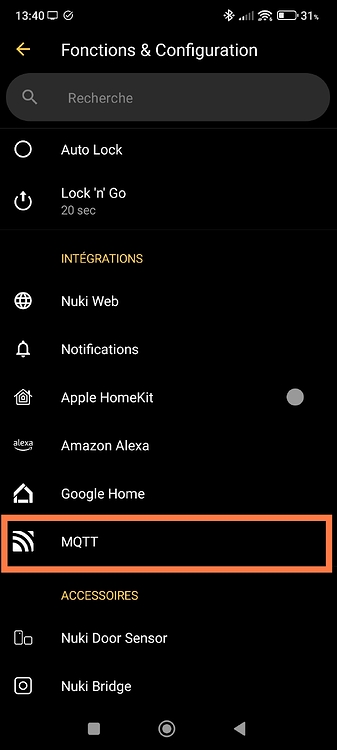 13:40 31%
Fonctions & Configuration
Recherche
Auto Lock
Lock 'n' Go
20 sec
INTÉGRATIONS
Nuki Web
Notifications
Apple HomeKit
alexa Amazon Alexa
Google Home
MQTT
ACCESSOIRES
Nuki Door Sensor
Nuki Bridge